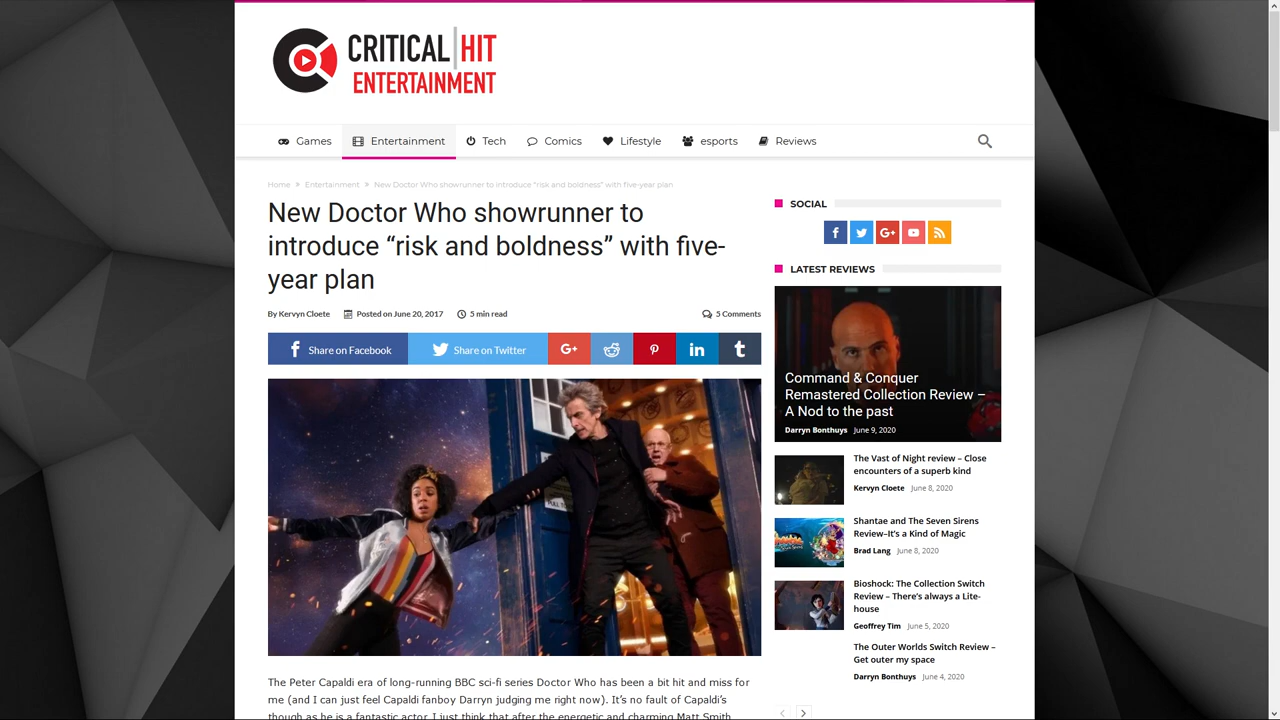 CRITICAL HIT
ENTERTAINMENT
Games
Entertainment
Tech
Comics
Lifestyle
esports
Reviews
Home » Entertainment » New Doctor Who showrunner to introduce "risk and boldness" with five-year plan
New Doctor Who showrunner to
introduce “risk and boldness” with five-
year plan
By Kervyn Cloete
Posted on June 20, 2017
5 min read
5 Comments
Share on Facebook
Share on Twitter
The Peter Capaldi era of long-running BBC sci-fi series Doctor Who has been a bit hit and miss for
me (and I can just feel Capaldi fanboy Darryn judging me right now). It’s no fault of Capaldi’s
though as he is a fantastic actor, I just think that after the energetic and charming Matt Smith
SOCIAL
LATEST REVIEWS
Command & Conquer
Remastered Collection Review –
A Nod to the past
Darryn Bonthuys June 9, 2020
The Vast of Night review – Close
encounters of a superb kind
Kervyn Cloete June 8, 2020
Shantae and The Seven Sirens
Review–It’s a Kind of Magic
Brad Lang June 8, 2020
Bioshock: The Collection Switch
Review – There’s always a Lite-
house
Geoffrey Tim June 5, 2020
The Outer Worlds Switch Review –
Get outer my space
Darryn Bonthuys June 4, 2020